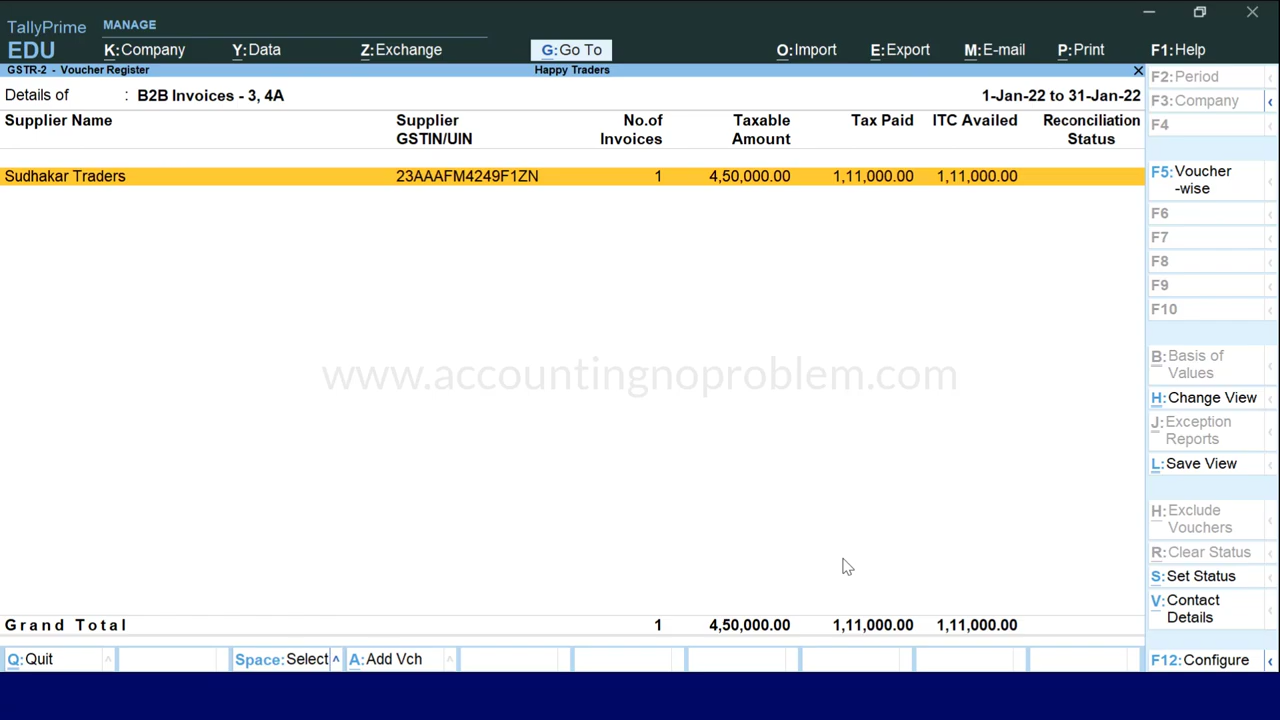 TallyPrime
EDU
MANAGE
K:Company Y:Data Z:Exchange G:Go To O:Import E:Export M:E-mail P:Print F1:Help
GSTR-2 - Voucher Register Happy Traders
Details of : B2B Invoices - 3, 4A 1-Jan-22 to 31-Jan-22
Supplier Name Supplier No.of Taxable Tax Paid ITC Availed Reconciliation
GSTIN/UIN Invoices Amount Status
Sudhakar Traders 23AAAFM4249F1ZN 1 4,50,000.00 1,11,000.00 1,11,000.00
www.accountingnoproblem.com
Grand Total 1 4,50,000.00 1,11,000.00 1,11,000.00
Q:Quit Space:Select A:Add Vch
F2:Period
F3:Company
F4
F5:Voucher
-wise
F6
F7
F8
F9
F10
B:Basis of
Values
H:Change View
J:Exception
Reports
L:Save View
H:Exclude
Vouchers
R:Clear Status
S:Set Status
V:Contact
Details
F12:Configure